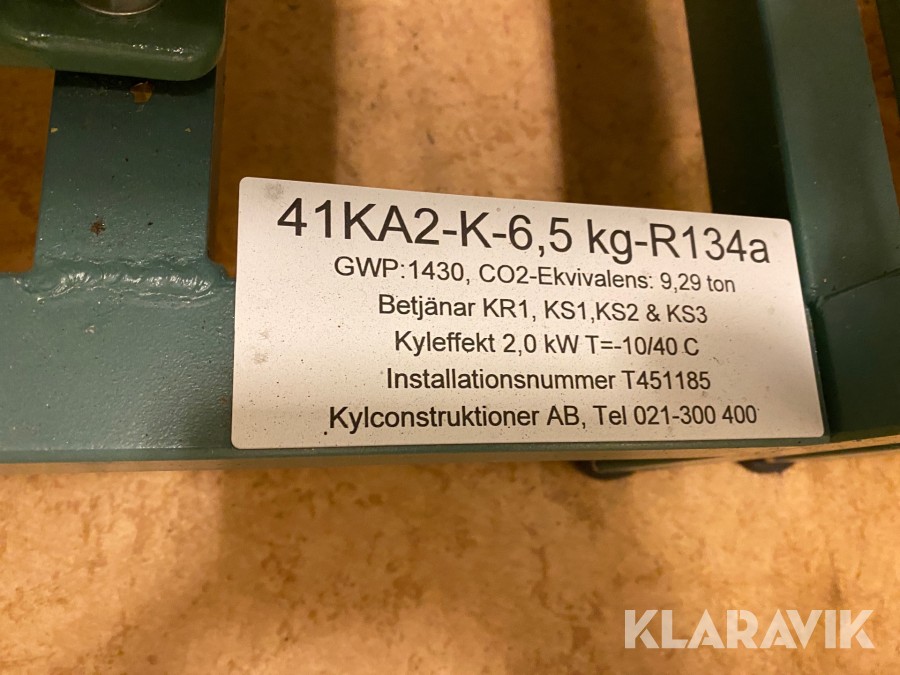 41KA2-K-6,5 kg-R134a
GWP:1430, CO2-Ekvivalens: 9,29 ton
Betjänar KR1, KS1,KS2 & KS3
Kyleffekt 2,0 kW T=-10/40 C
Installationsnummer T451185
Kylconstruktioner AB, Tel 021-300 400
KLARAVIK